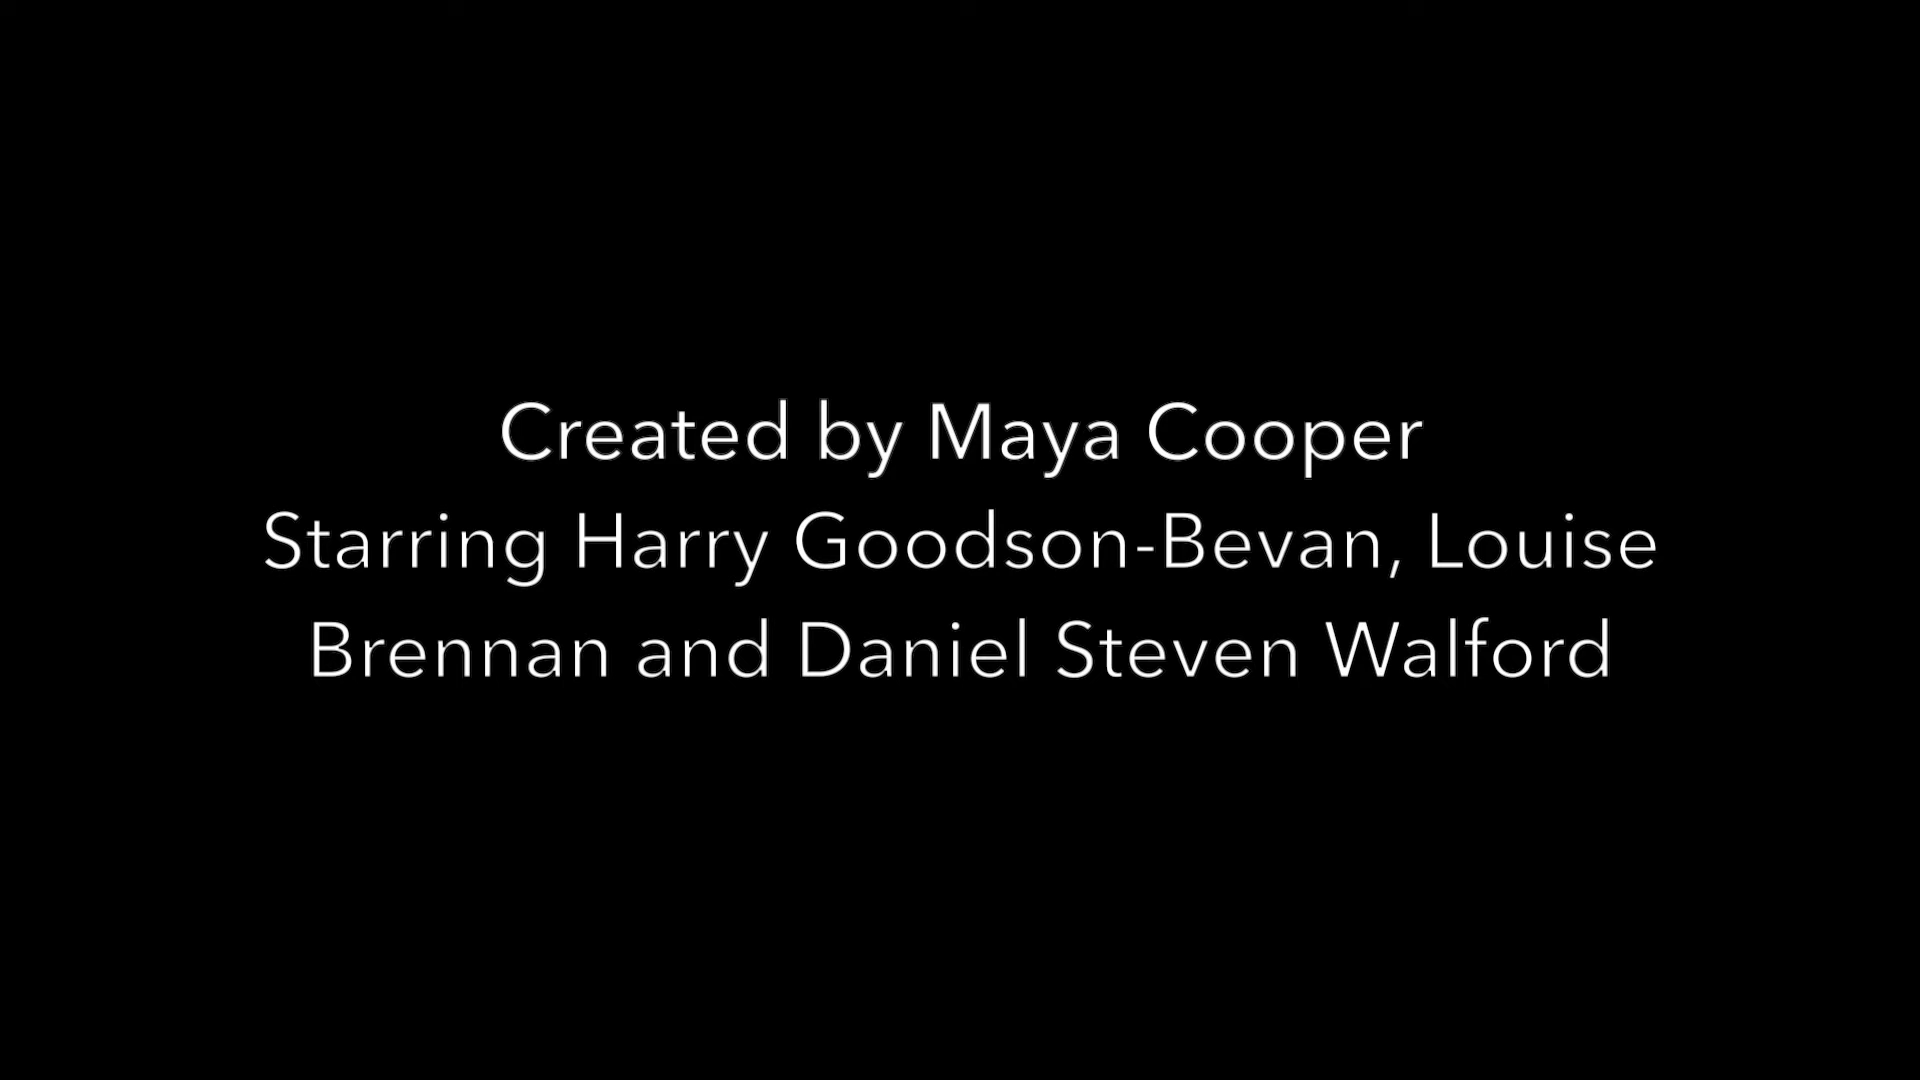 Created by Maya Cooper
Starring Harry Goodson-Bevan, Louise
Brennan and Daniel Steven Walford